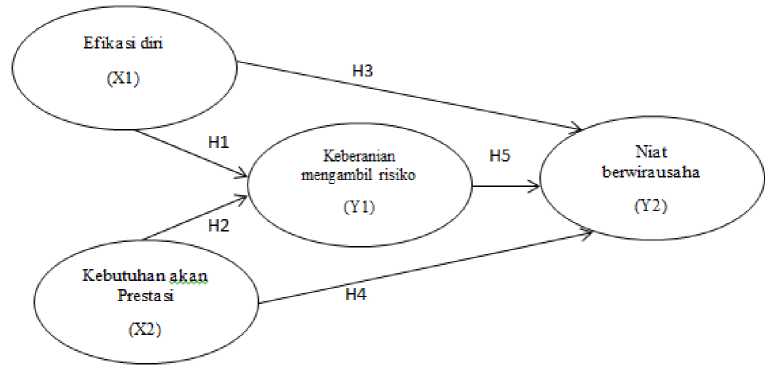 Efikasi diri
(X1)
H3
H1
Keberanian
mengambil risiko
(Y1)
H5
Niat
berwirausaha
(Y2)
H2
Kebutuhan akan
Prestasi
(X2)
H4